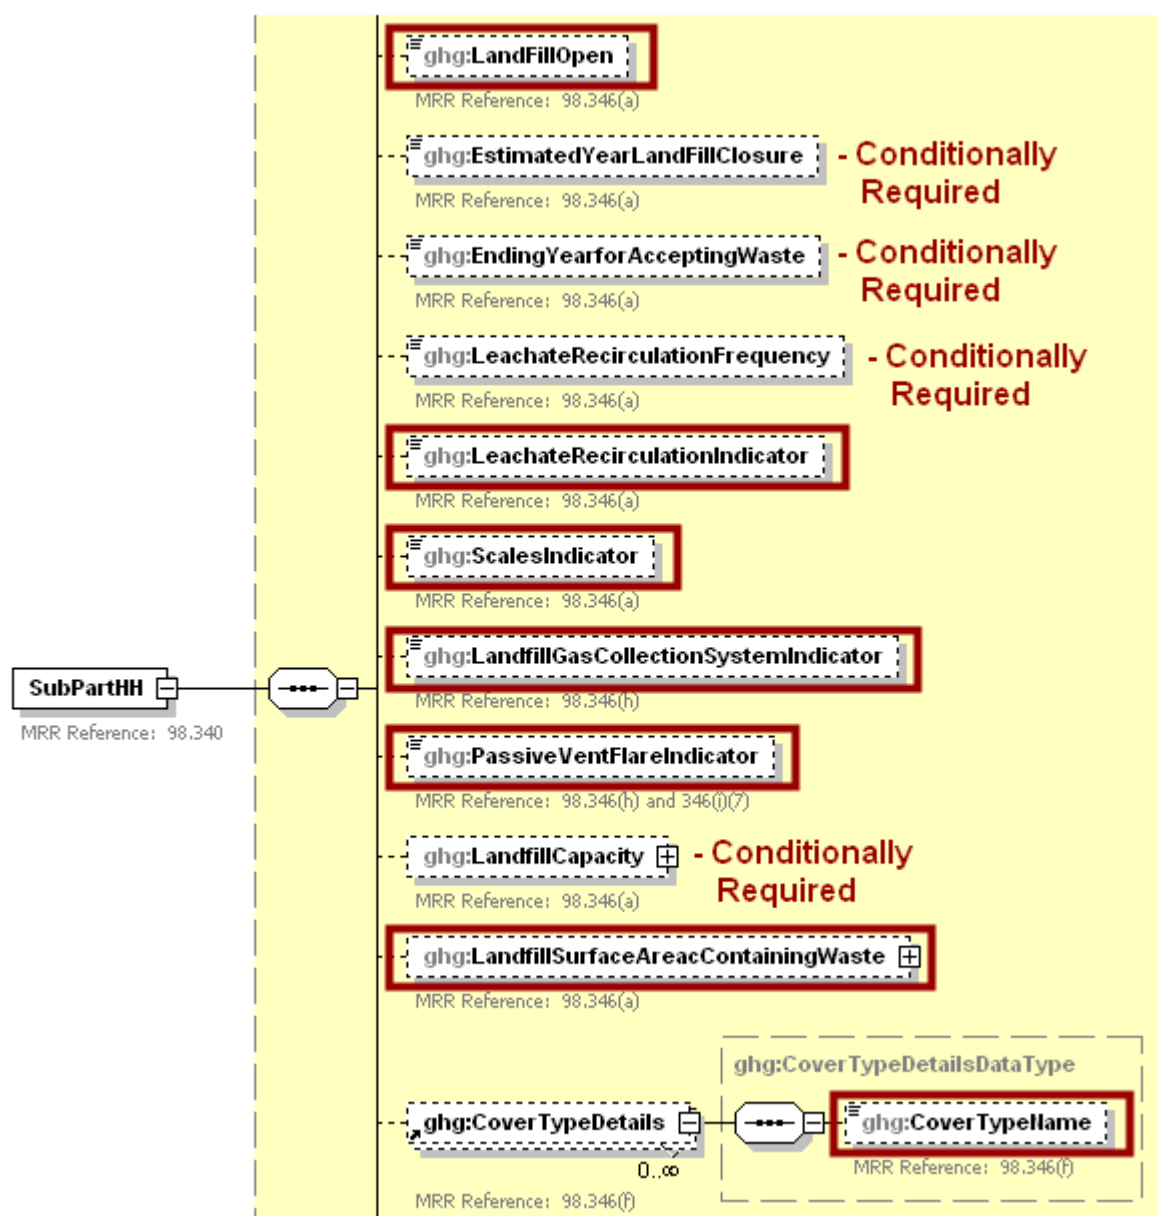 ghg:LandFillOpen
MRR Reference: 98.346(a)
ghg:EstimatedYearLandFillClosure
- Conditionally
Required
MRR Reference: 98.346(a)
ghg:EndingYearforAcceptingWaste
- Conditionally
Required
MRR Reference: 98.346(a)
ghg:LeachateRecirculationFrequency
- Conditionally
Required
MRR Reference: 98.346(a)
ghg:LeachateRecirculationIndicator
MRR Reference: 98.346(a)
ghg:ScalesIndicator
MRR Reference: 98.346(a)
ghg:LandfillGasCollectionSystemIndicator
MRR Reference: 98.346(h)
SubPartHH
MRR Reference: 98.340
ghg:PassiveVentFlareIndicator
MRR Reference: 98.346(h) and 346(i)(7)
ghg:LandfillCapacity
- Conditionally
Required
MRR Reference: 98.346(a)
ghg:LandfillSurfaceAreacContainingWaste
MRR Reference: 98.346(a)
ghg:CoverTypeDetailsDataType
ghg:CoverTypeDetails
0..∞
MRR Reference: 98.346(f)
ghg:CoverTypeName
MRR Reference: 98.346(f)